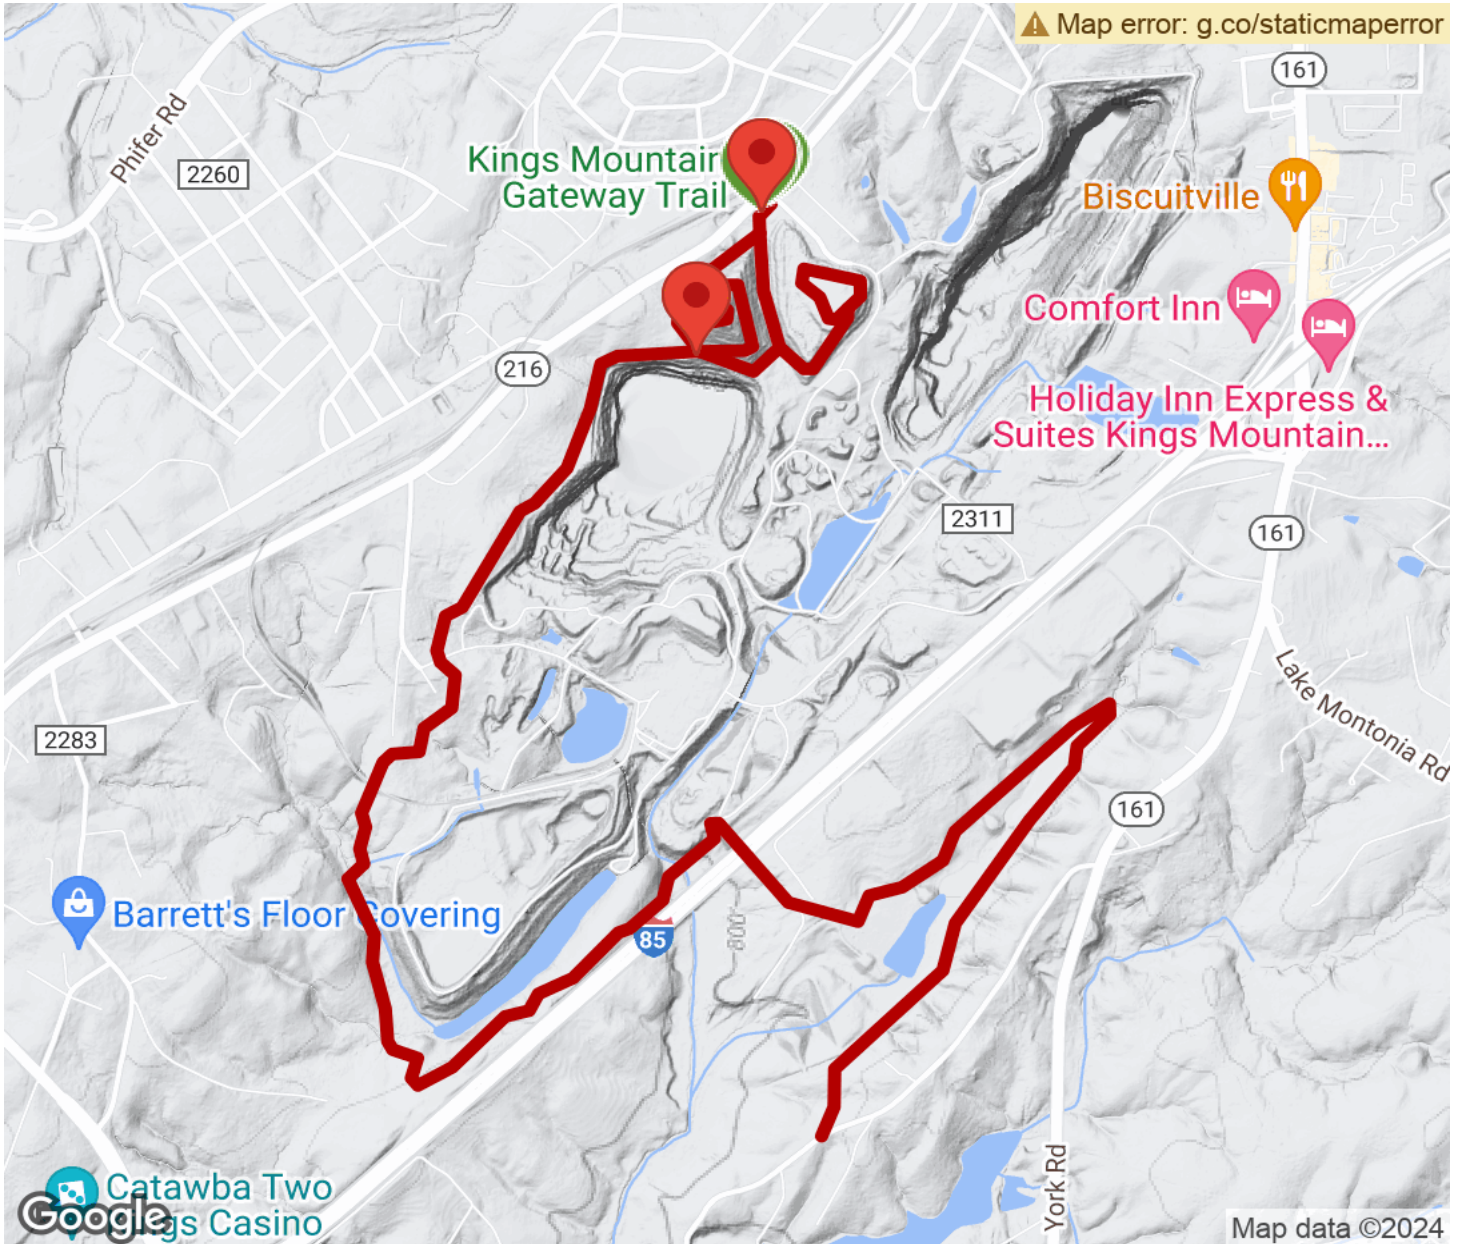 Map error: g.co/staticmaperror
161
Phifer Rd
2260
Kings Mountain
Gateway Trail
Biscuitville
Comfort Inn
216
Holiday Inn Express &
Suites Kings Mountain...
2311
161
Lake Montonia Rd
2283
161
Barrett's Floor Covering
85
800
York Rd
Catawba Two
Kings Casino
Google
Map data ©2024